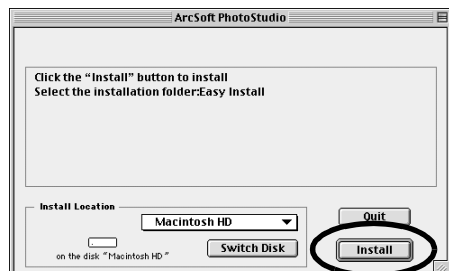 ArcSoft PhotoStudio
Click the “Install” button to install
Select the installation folder:Easy Install
Install Location
Macintosh HD
on the disk "Macintosh HD"
Switch Disk
Quit
Install